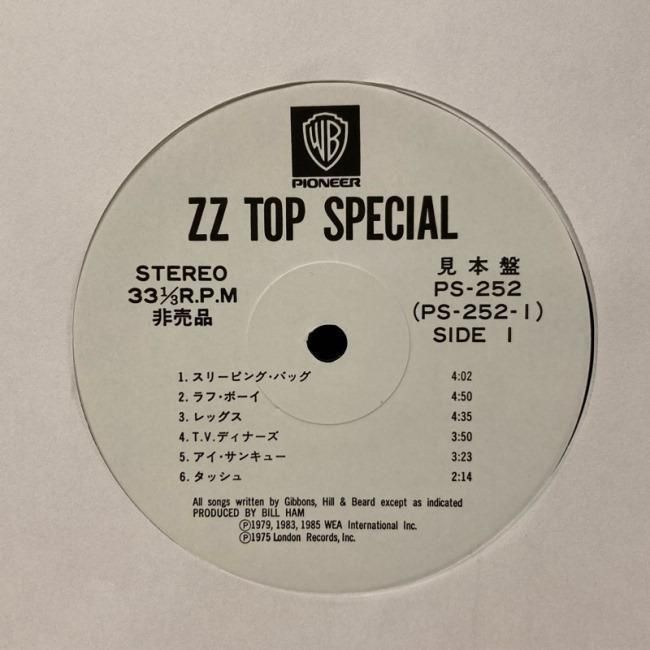 WB
PIONEER
ZZ TOP SPECIAL
STEREO
33⅓R.P.M
非売品
見本盤
PS-252
(PS-252-1)
SIDE 1
1. スリーピング・バッグ 4:02
2. ラフ・ボーイ 4:50
3. レッグス 4:35
4. T.V.ディナーズ 3:50
5. アイ・サンキュー 3:23
6. タッシュ 2:14
All songs written by Gibbons, Hill & Beard except as indicated
PRODUCED BY BILL HAM
Ⓟ1979, 1983, 1985 WEA International Inc.
Ⓟ1975 London Records, Inc.